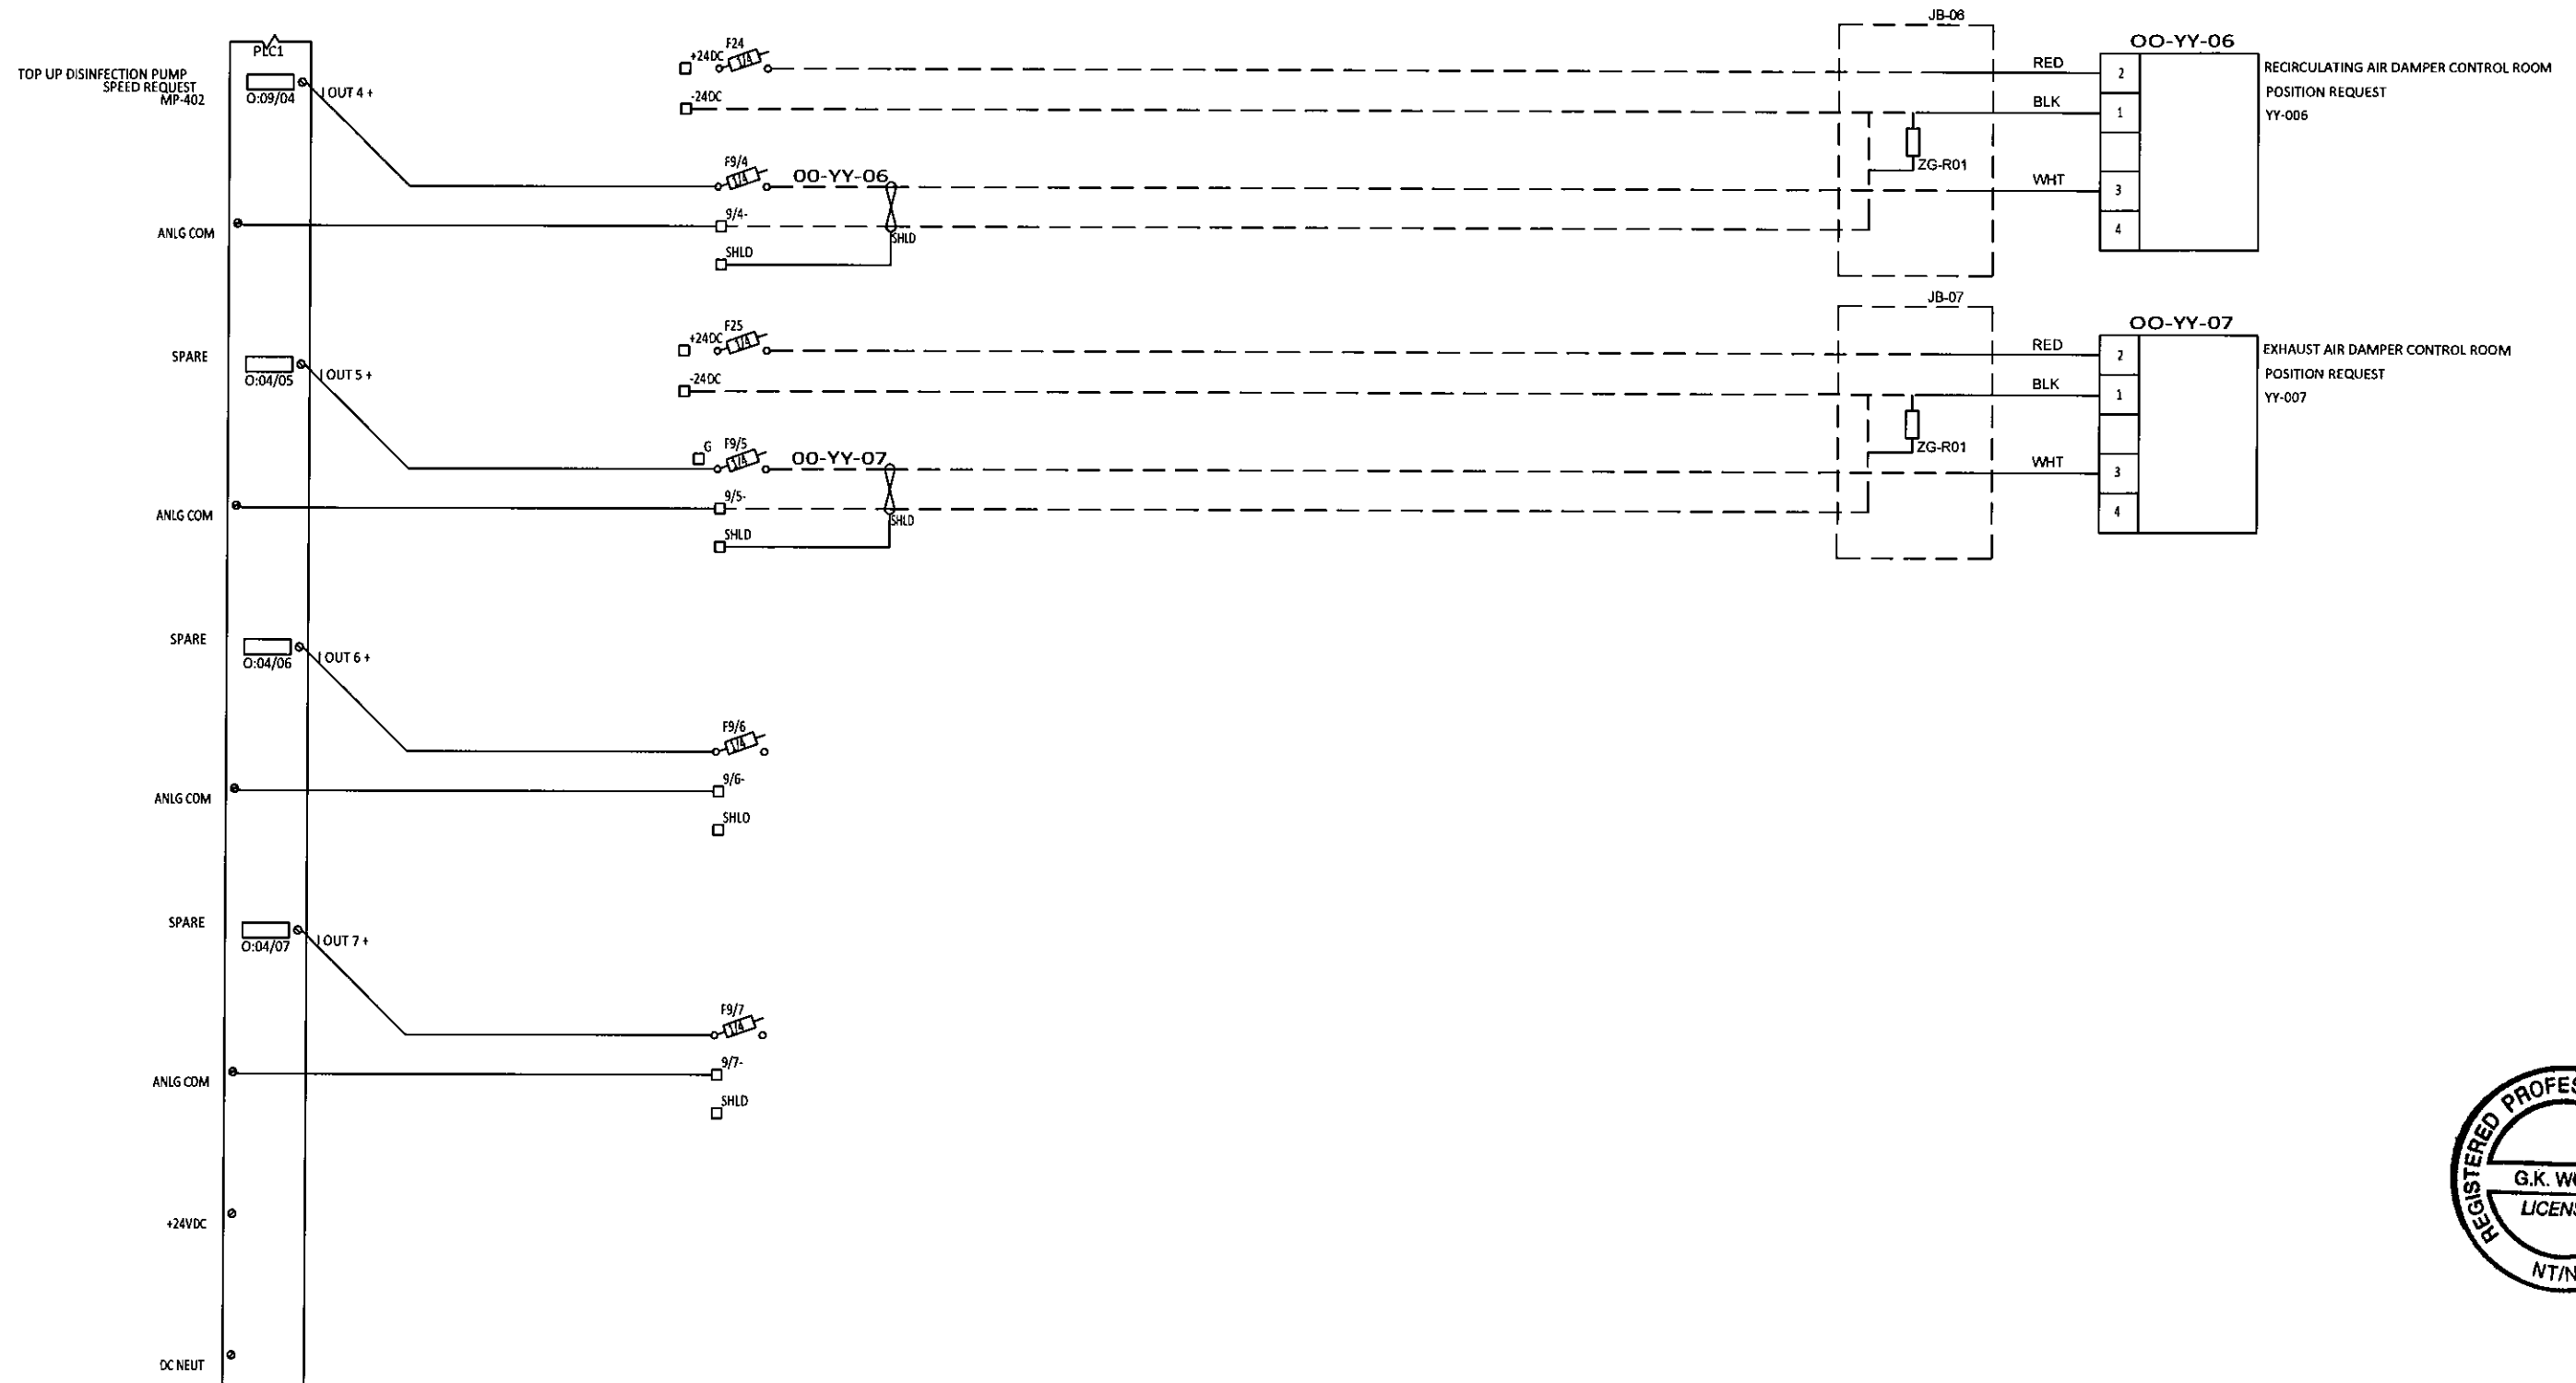 PLC1
TOP UP DISINFECTION PUMP
SPEED REQUEST
MP-402
O:09/04
I OUT 4 +
ANLG COM
+24DC
F24
1/4
-24DC
F9/4
1/4
OO-YY-06
9/4-
SHLD
SHLD
JB-06
ZG-R01
RED
BLK
WHT
OO-YY-06
2
1
3
4
RECIRCULATING AIR DAMPER CONTROL ROOM
POSITION REQUEST
YY-006
SPARE
O:04/05
I OUT 5 +
ANLG COM
+24DC
F25
1/4
-24DC
G
F9/5
1/4
OO-YY-07
9/5-
SHLD
SHLD
JB-07
ZG-R01
RED
BLK
WHT
OO-YY-07
2
1
3
4
EXHAUST AIR DAMPER CONTROL ROOM
POSITION REQUEST
YY-007
SPARE
O:04/06
I OUT 6 +
F9/6
1/4
ANLG COM
9/6-
SHLD
SPARE
O:04/07
I OUT 7 +
F9/7
1/4
ANLG COM
9/7-
SHLD
+24VDC
DC NEUT
REGISTERED PROFES
G.K. W
LICENS
NT/N